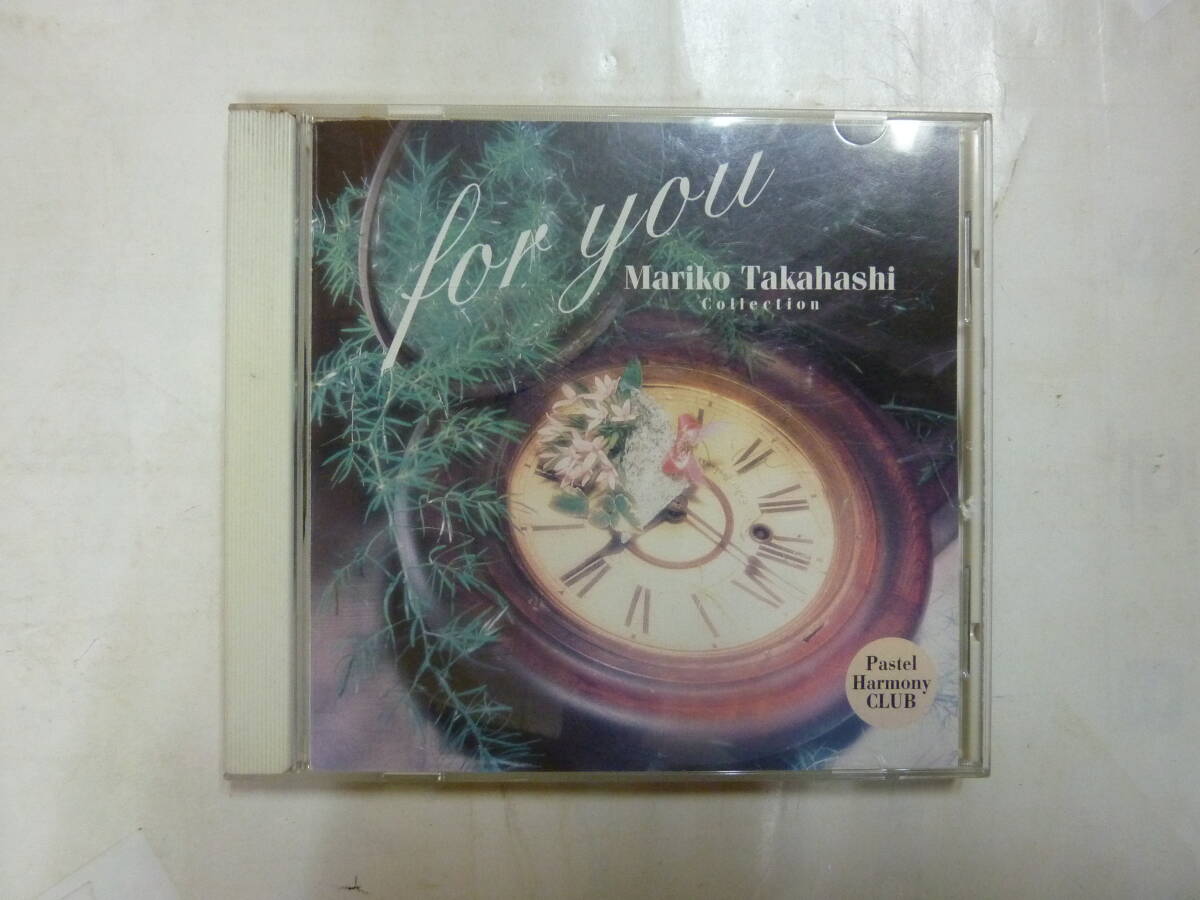 for you
Mariko Takahashi
Collection
Pastel
Harmony
CLUB